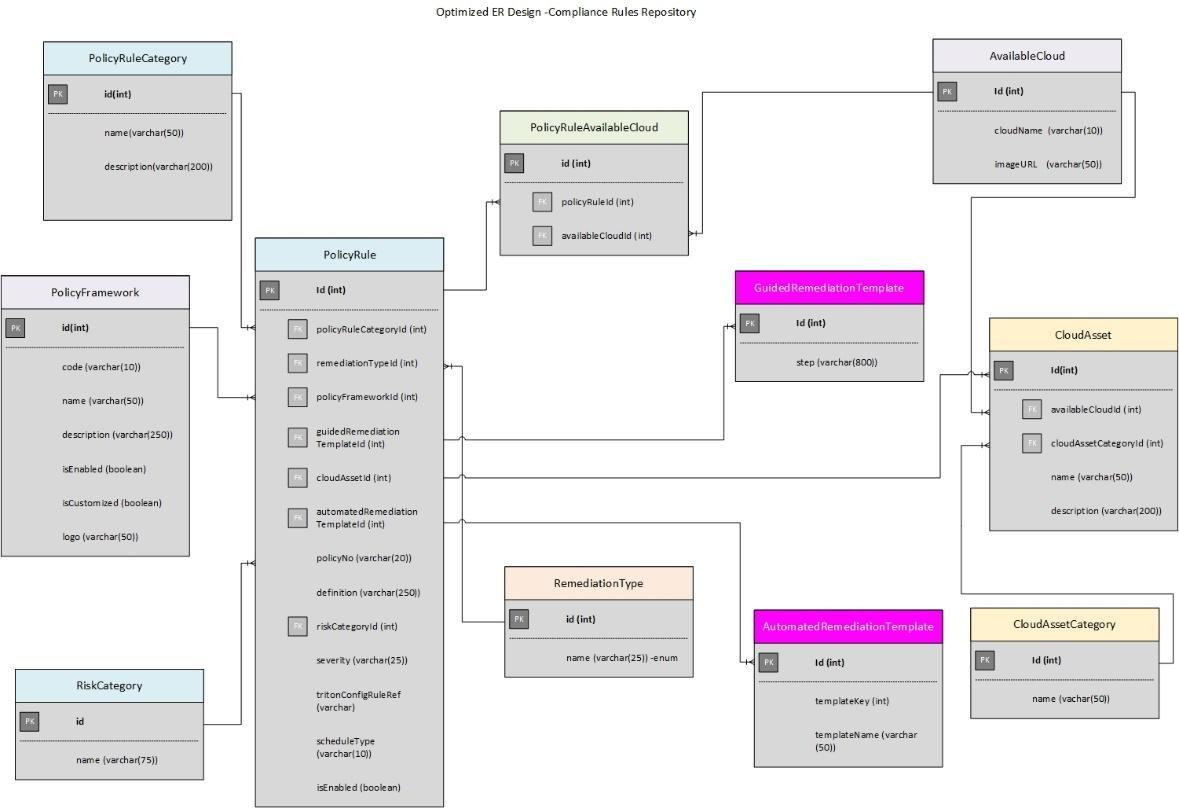 Optimized ER Design -Compliance Rules Repository
PolicyRuleCategory
PK id(int)
name(varchar(50))
description(varchar(200))
PolicyFramework
PK id(int)
code (varchar(10))
name (varchar(50))
description (varchar(250))
isEnabled (boolean)
isCustomized (boolean)
logo (varchar(50))
RiskCategory
PK id
name (varchar(75))
PolicyRule
PK Id (int)
FK policyRuleCategoryId (int)
FK remediationTypeId (int)
FK policyFrameworkId (int)
FK guidedRemediation
TemplateId (int)
FK cloudAssetId (int)
FK automatedRemediation
TemplateId (int)
policyNo (varchar(20))
definition (varchar(250))
FK riskCategoryId (int)
severity (varchar(25))
tritonConfigRuleRef
(varchar)
scheduleType
(varchar(10))
isEnabled (boolean)
PolicyRuleAvailableCloud
PK id (int)
FK policyRuleId (int)
FK availableCloudId (int)
RemediationType
PK id (int)
name (varchar(25)) -enum
GuidedRemediationTemplate
PK Id (int)
step (varchar(800))
AutomatedRemediationTemplate
PK Id (int)
templateKey (int)
templateName (varchar
(50))
AvailableCloud
PK Id (int)
cloudName (varchar(10))
imageURL (varchar(50))
CloudAsset
PK Id(int)
FK availableCloudId (int)
FK cloudAssetCategoryId (int)
name (varchar(50))
description (varchar(200))
CloudAssetCategory
PK Id (int)
name (vachar(50))